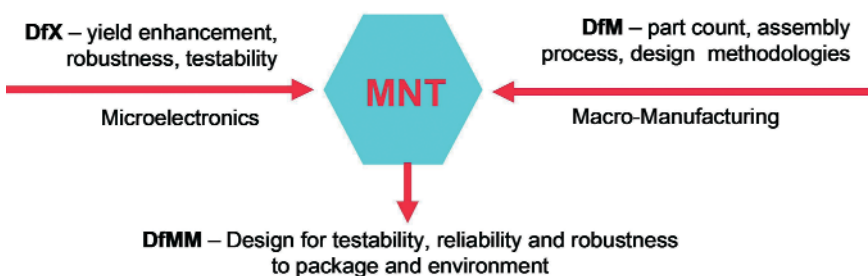 DfX – yield enhancement,
robustness, testability
Microelectronics
MNT
DfM – part count, assembly
process, design methodologies
Macro-Manufacturing
DfMM – Design for testability, reliability and robustness
to package and environment